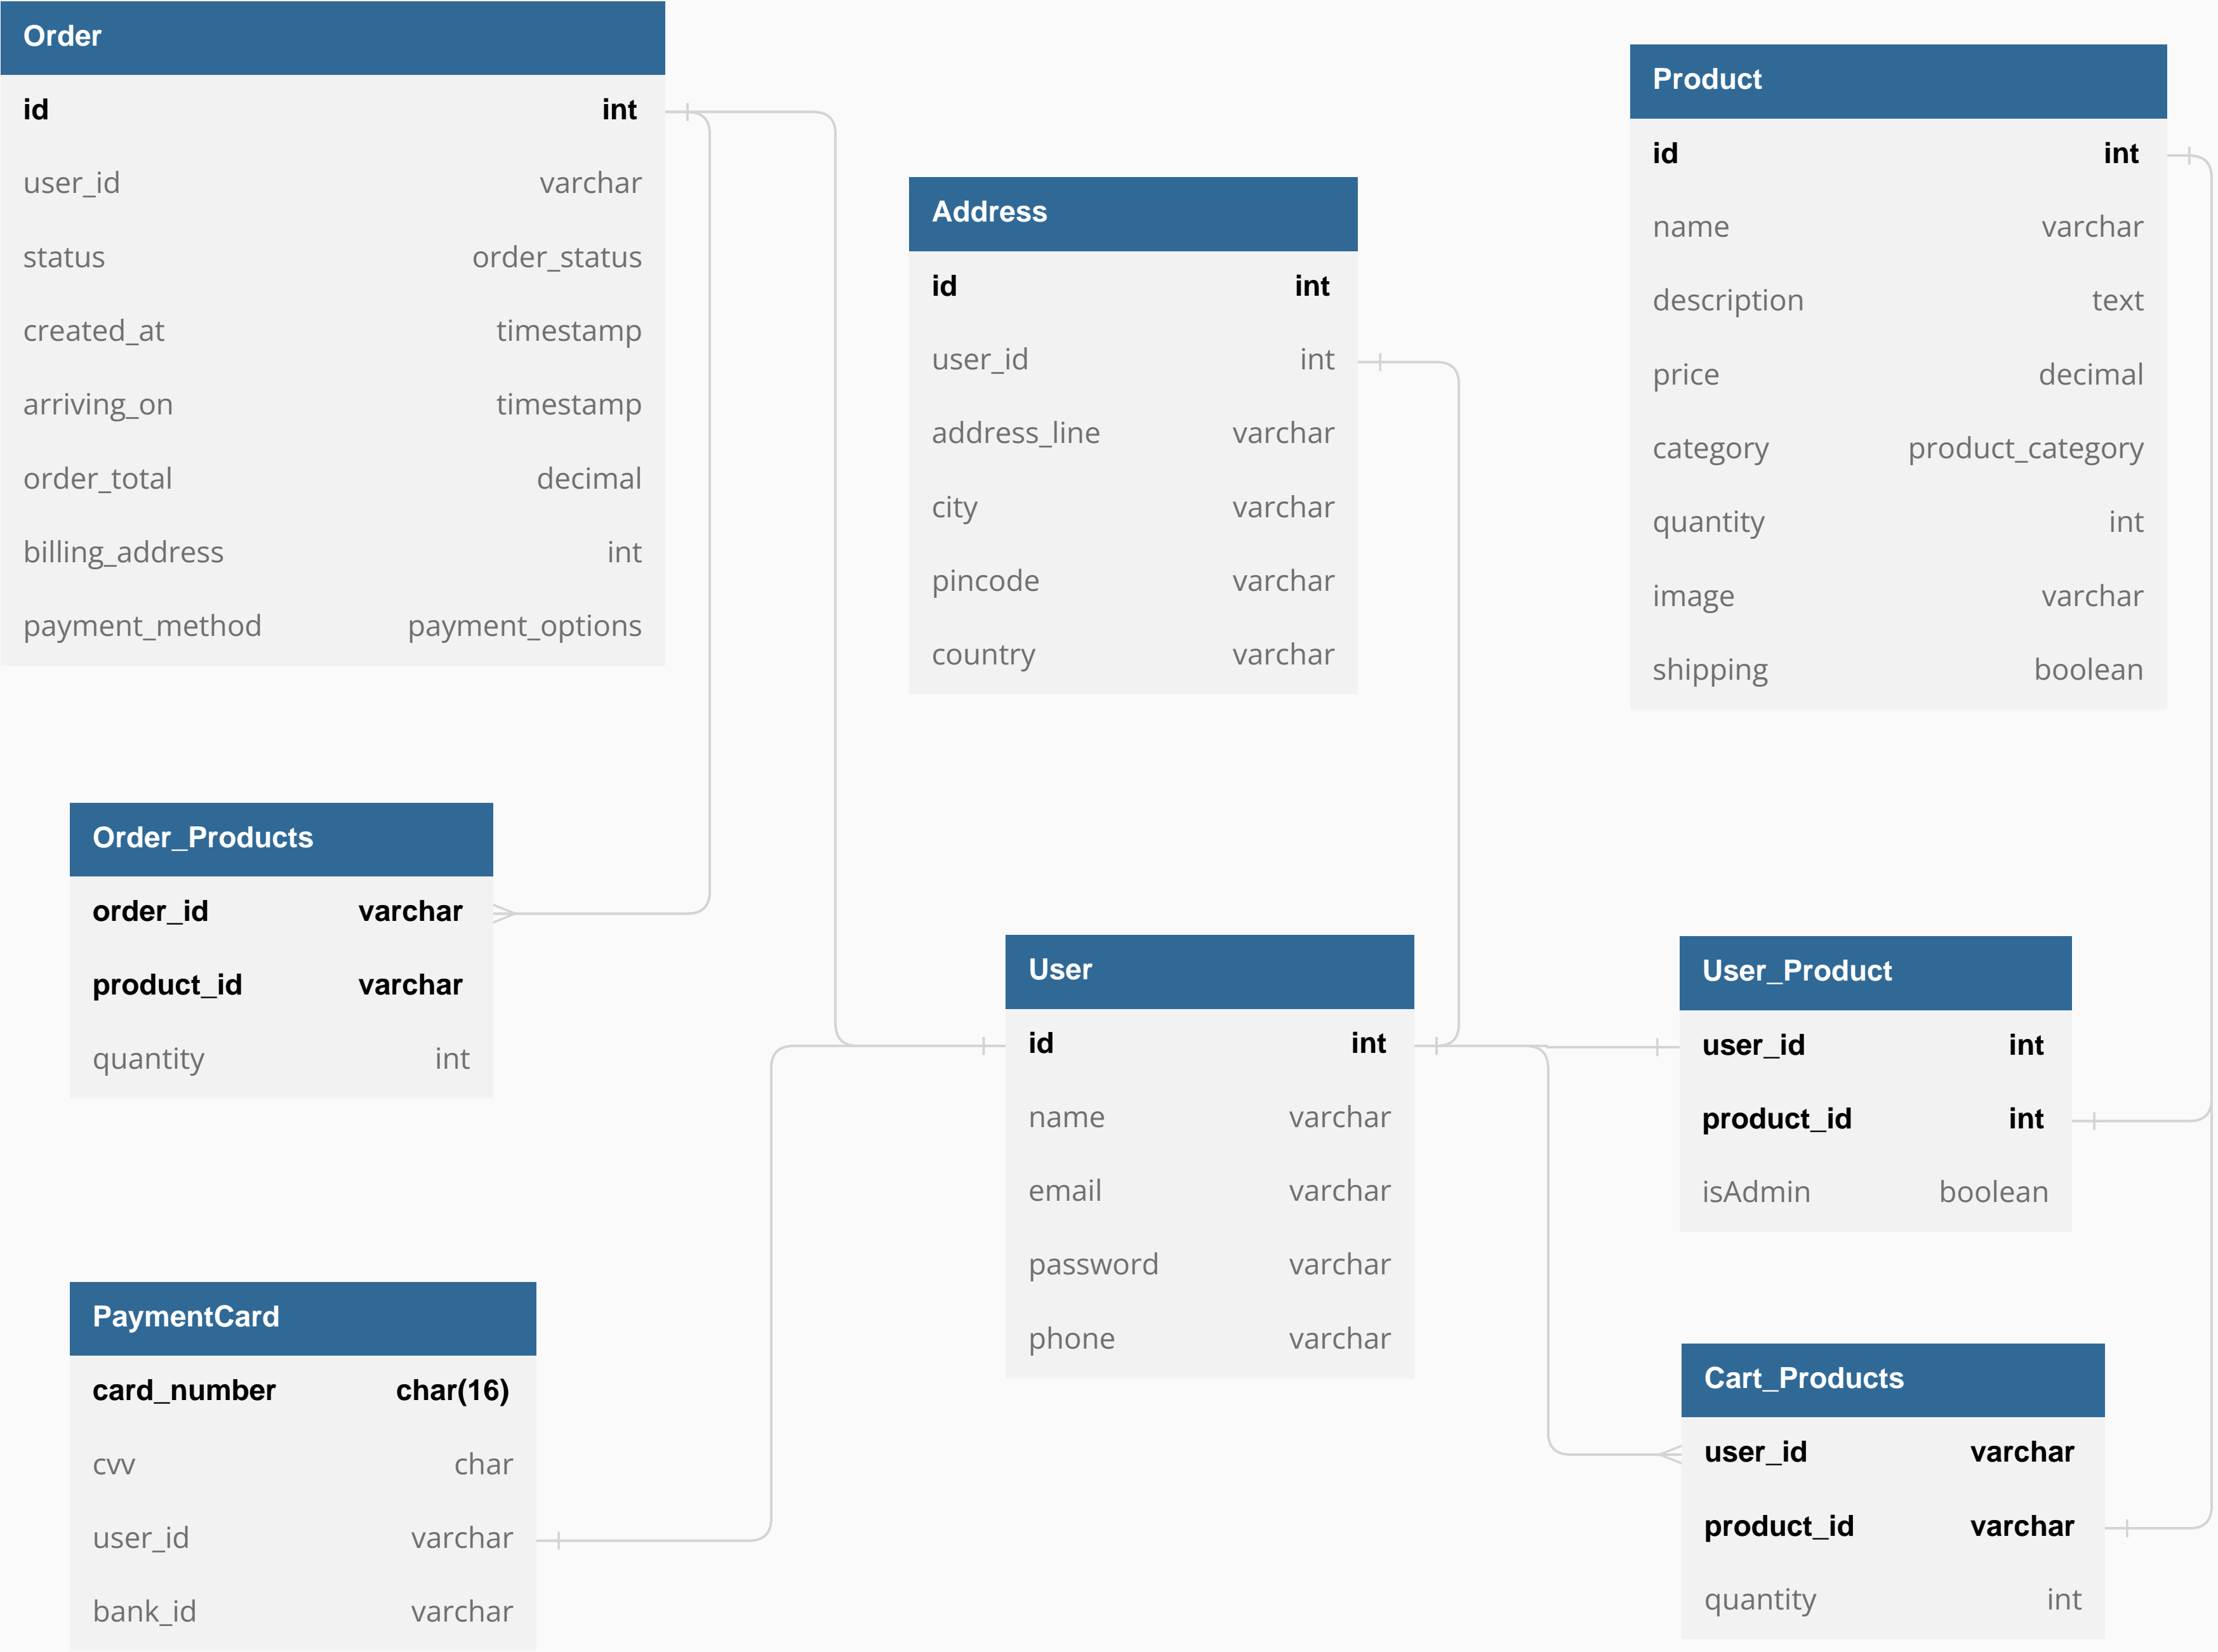 Order
id int
user_id varchar
status order_status
created_at timestamp
arriving_on timestamp
order_total decimal
billing_address int
payment_method payment_options
Address
id int
user_id int
address_line varchar
city varchar
pincode varchar
country varchar
Product
id int
name varchar
description text
price decimal
category product_category
quantity int
image varchar
shipping boolean
Order_Products
order_id varchar
product_id varchar
quantity int
User
id int
name varchar
email varchar
password varchar
phone varchar
User_Product
user_id int
product_id int
isAdmin boolean
PaymentCard
card_number char(16)
cvv char
user_id varchar
bank_id varchar
Cart_Products
user_id varchar
product_id varchar
quantity int